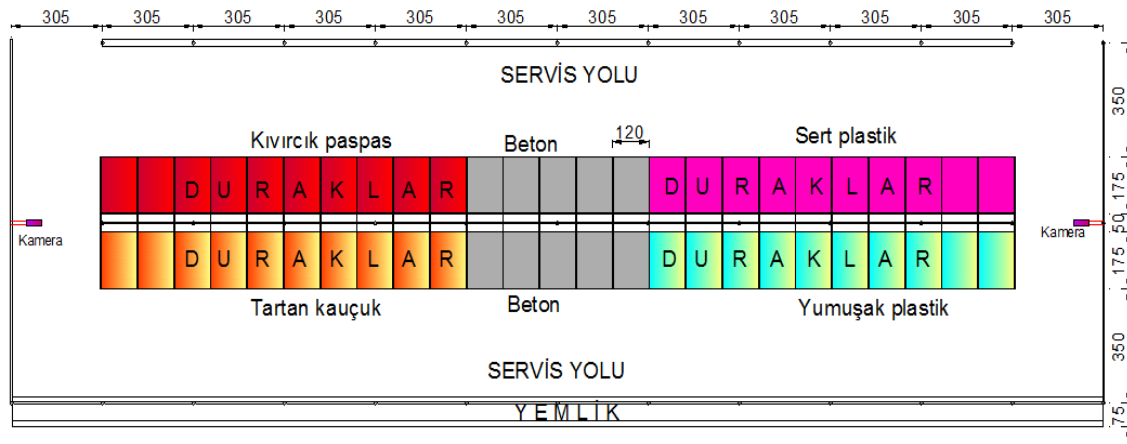 305 305 305 305 305 305 305 305 305 305 305 305
SERVİS YOLU
350
Kıvırcık paspas Beton 120 Sert plastik
D U R A K L A R D U R A K L A R
175
Kamera Kamera
50
D U R A K L A R D U R A K L A R
175
Tartan kauçuk Beton Yumuşak plastik
350
SERVİS YOLU
Y E M L İ K
75